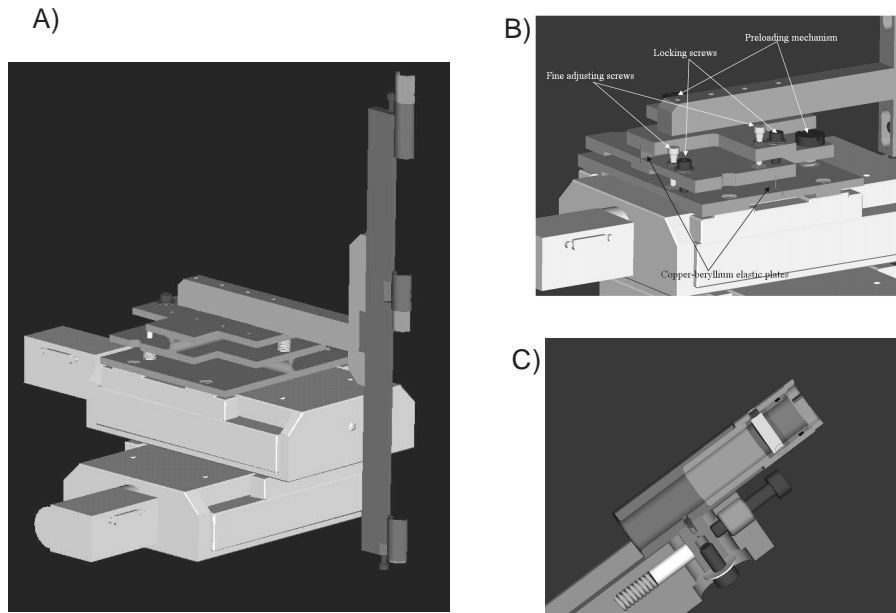 A)
B)
Preloading mechanism
Locking screws
Fine adjusting screws
Copper-beryllium elastic plates
C)